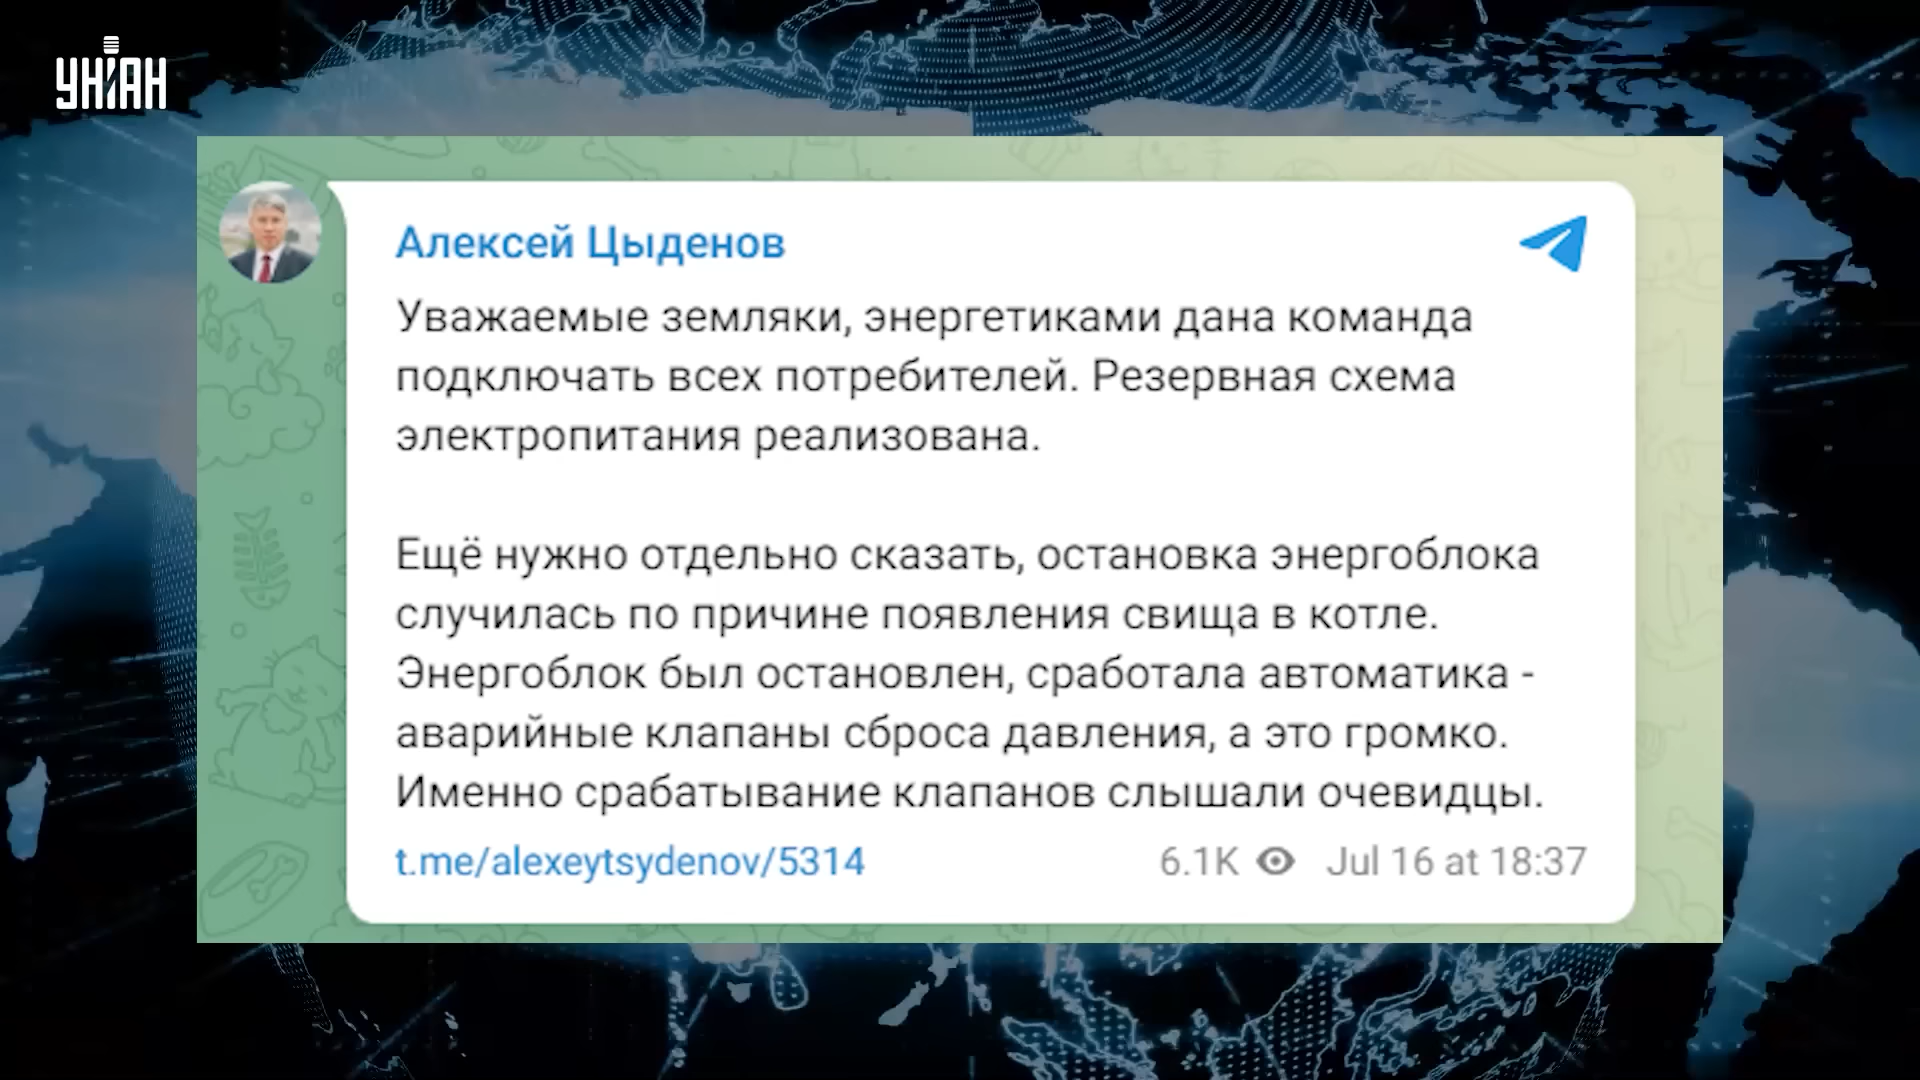 УНІАН
Алексей Цыденов
Уважаемые земляки, энергетиками дана команда
подключать всех потребителей. Резервная схема
электропитания реализована.
Ещё нужно отдельно сказать, остановка энергоблока
случилась по причине появления свища в котле.
Энергоблок был остановлен, сработала автоматика -
аварийные клапаны сброса давления, а это громко.
Именно срабатывание клапанов слышали очевидцы.
t.me/alexeytsydenov/5314 6.1K Jul 16 at 18:37